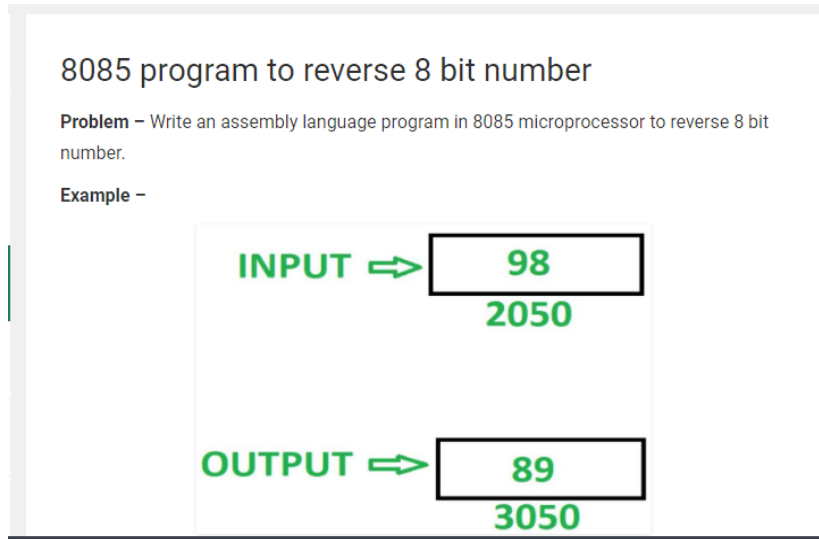 8085 program to reverse 8 bit number
Problem – Write an assembly language program in 8085 microprocessor to reverse 8 bit
number.
Example –
INPUT ⇨ 98
2050
OUTPUT ⇨ 89
3050